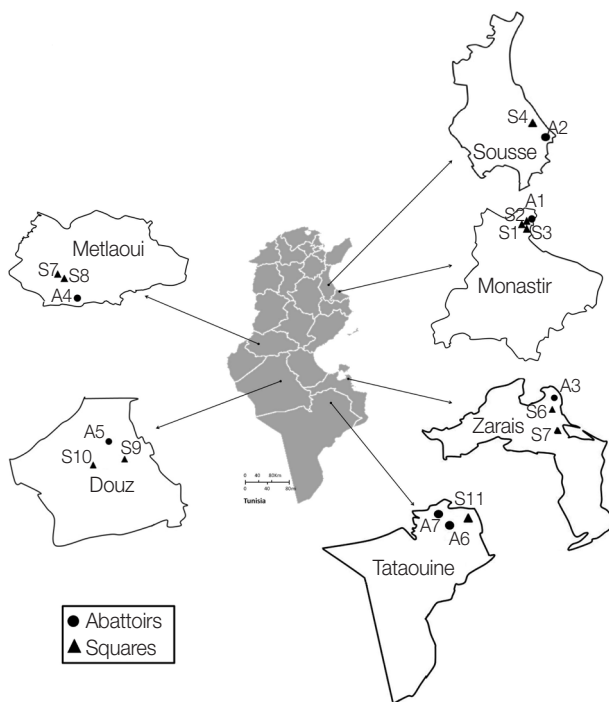 S4
A2
Sousse
A1
S2
S1
S3
Monastir
Metlaoui
S7
S8
A4
A3
S6
Zarais
S7
A5
S9
S10
Douz
0 40 80Km
0 40 80mi
Tunisia
S11
A7
A6
Tataouine
Abattoirs
Squares